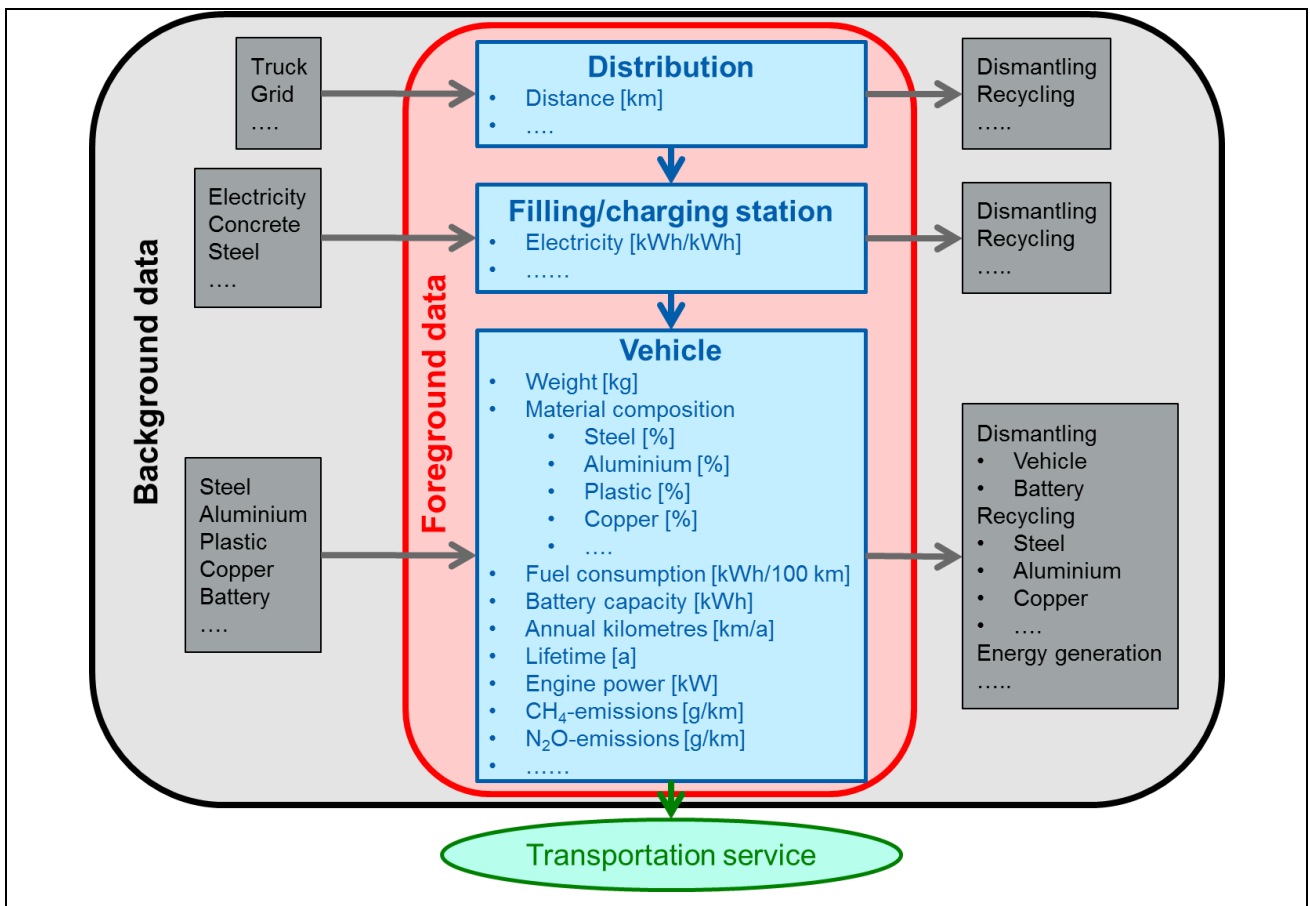 Background data
Foreground data
Truck
Grid
….
Distribution
• Distance [km]
• ….
Dismantling
Recycling
…..
Electricity
Concrete
Steel
….
Filling/charging station
• Electricity [kWh/kWh]
• ……
Dismantling
Recycling
…..
Steel
Aluminium
Plastic
Copper
Battery
….
Vehicle
• Weight [kg]
• Material composition
• Steel [%]
• Aluminium [%]
• Plastic [%]
• Copper [%]
• ….
• Fuel consumption [kWh/100 km]
• Battery capacity [kWh]
• Annual kilometres [km/a]
• Lifetime [a]
• Engine power [kW]
• CH₄-emissions [g/km]
• N₂O-emissions [g/km]
• ……
Dismantling
• Vehicle
• Battery
Recycling
• Steel
• Aluminium
• Copper
• ….
Energy generation
…..
Transportation service